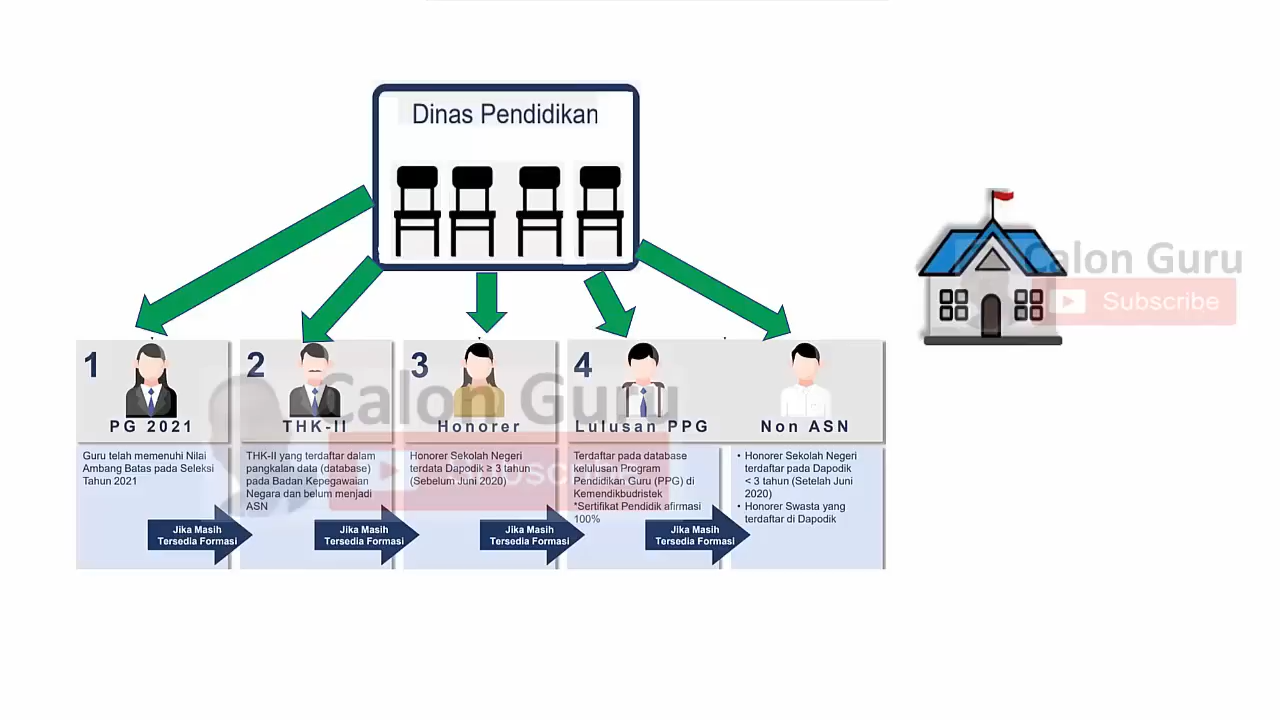 Dinas Pendidikan
Calon Guru
Subscribe
1
PG 2021
Guru telah memenuhi Nilai
Ambang Batas pada Seleksi
Tahun 2021
2
THK-II
THK-II yang terdaftar dalam
pangkalan data (database)
pada Badan Kepegawaian
Negara dan belum menjadi
ASN
3
Honorer
Honorer Sekolah Negeri
terdata Dapodik ≥ 3 tahun
(Sebelum Juni 2020)
4
Lulusan PPG
Terdaftar pada database
kelulusan Program
Pendidikan Guru (PPG) di
Kemendikbudristek
*Sertifikat Pendidik afirmasi
100%
Non ASN
• Honorer Sekolah Negeri
terdaftar pada Dapodik
< 3 tahun (Setelah Juni
2020)
• Honorer Swasta yang
terdaftar di Dapodik
Calon Guru
Subscribe
Jika Masih
Tersedia Formasi
Jika Masih
Tersedia Formasi
Jika Masih
Tersedia Formasi
Jika Masih
Tersedia Formasi